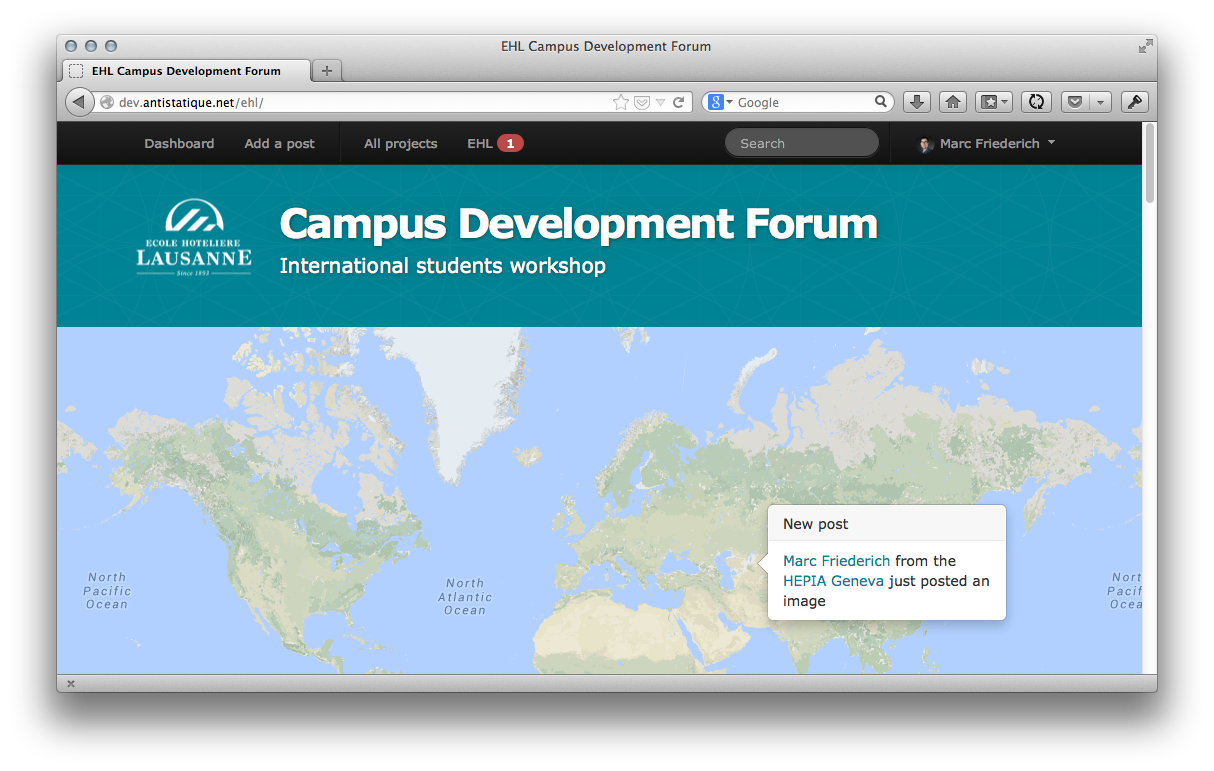 EHL Campus Development Forum
EHL Campus Development Forum
dev.antistatique.net/ehl/
Google
Dashboard
Add a post
All projects
EHL 1
Search
Marc Friederich
ECOLE HOTELIERE
LAUSANNE
Since 1893
Campus Development Forum
International students workshop
New post
Marc Friederich from the
HEPIA Geneva just posted an
image
North
Pacific
Ocean
North
Atlantic
Ocean
Nort
Pacif
Ocea